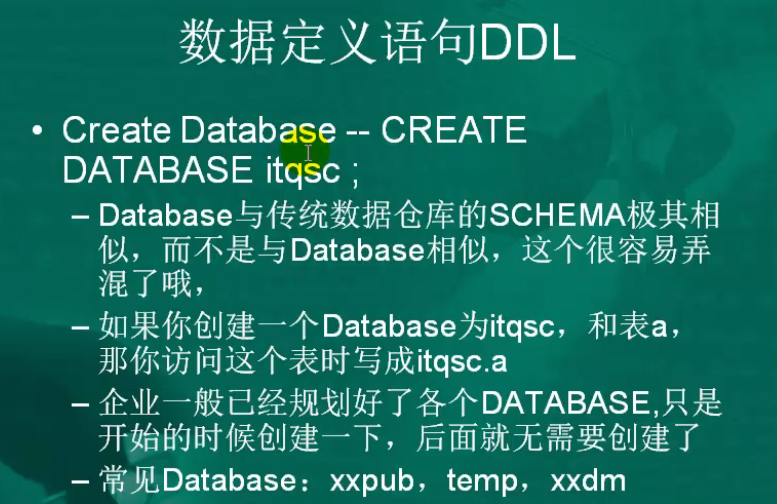 数据定义语句DDL
• Create Database -- CREATE
DATABASE itqsc ;
– Database与传统数据仓库的SCHEMA极其相
似，而不是与Database相似，这个很容易弄
混了哦，
– 如果你创建一个Database为itqsc，和表a，
那你访问这个表时写成itqsc.a
– 企业一般已经规划好了各个DATABASE,只是
开始的时候创建一下，后面就无需要创建了
– 常见Database：xxpub，temp，xxdm